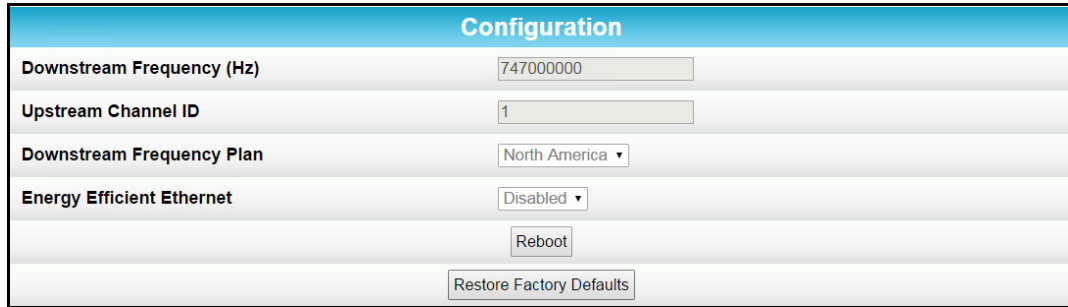 Configuration
Downstream Frequency (Hz) 747000000
Upstream Channel ID 1
Downstream Frequency Plan North America
Energy Efficient Ethernet Disabled
Reboot
Restore Factory Defaults